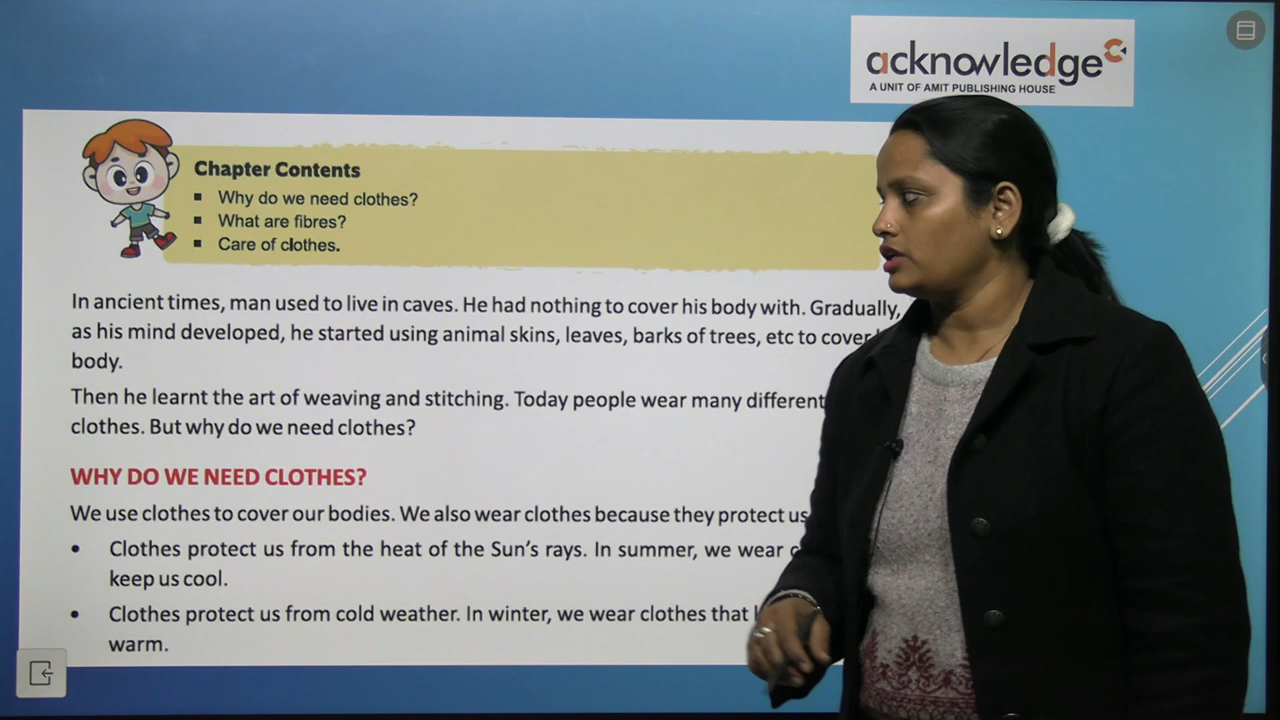 acknowledge
A UNIT OF AMIT PUBLISHING HOUSE
Chapter Contents
▪ Why do we need clothes?
▪ What are fibres?
▪ Care of clothes.
In ancient times, man used to live in caves. He had nothing to cover his body with. Gradually,
as his mind developed, he started using animal skins, leaves, barks of trees, etc to cover
body.
Then he learnt the art of weaving and stitching. Today people wear many different
clothes. But why do we need clothes?
WHY DO WE NEED CLOTHES?
We use clothes to cover our bodies. We also wear clothes because they protect us
• Clothes protect us from the heat of the Sun's rays. In summer, we wear
keep us cool.
• Clothes protect us from cold weather. In winter, we wear clothes that
warm.